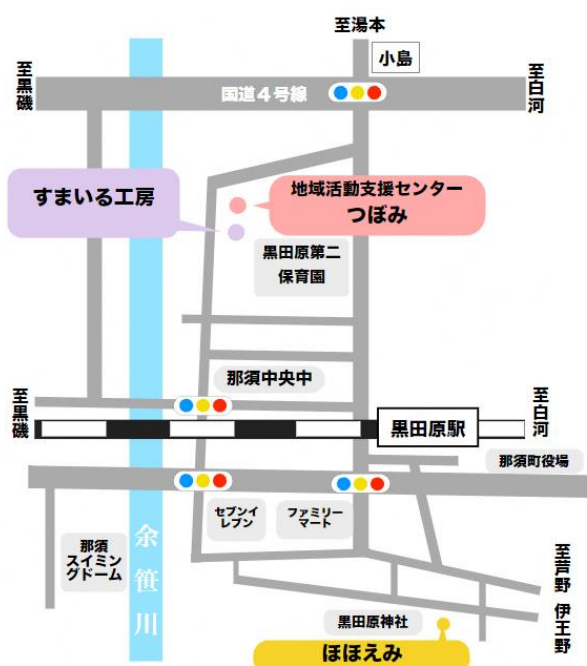 至湯本
小島
至黒磯
国道４号線
至白河
すまいる工房
地域活動支援センター
つぼみ
黒田原第二
保育園
那須中央中
至黒磯
黒田原駅
至白河
那須町役場
セブンイ
レブン
ファミリー
マート
那須
スイミン
グドーム
余笹川
至芦野
伊王野
黒田原神社
ほほえみ